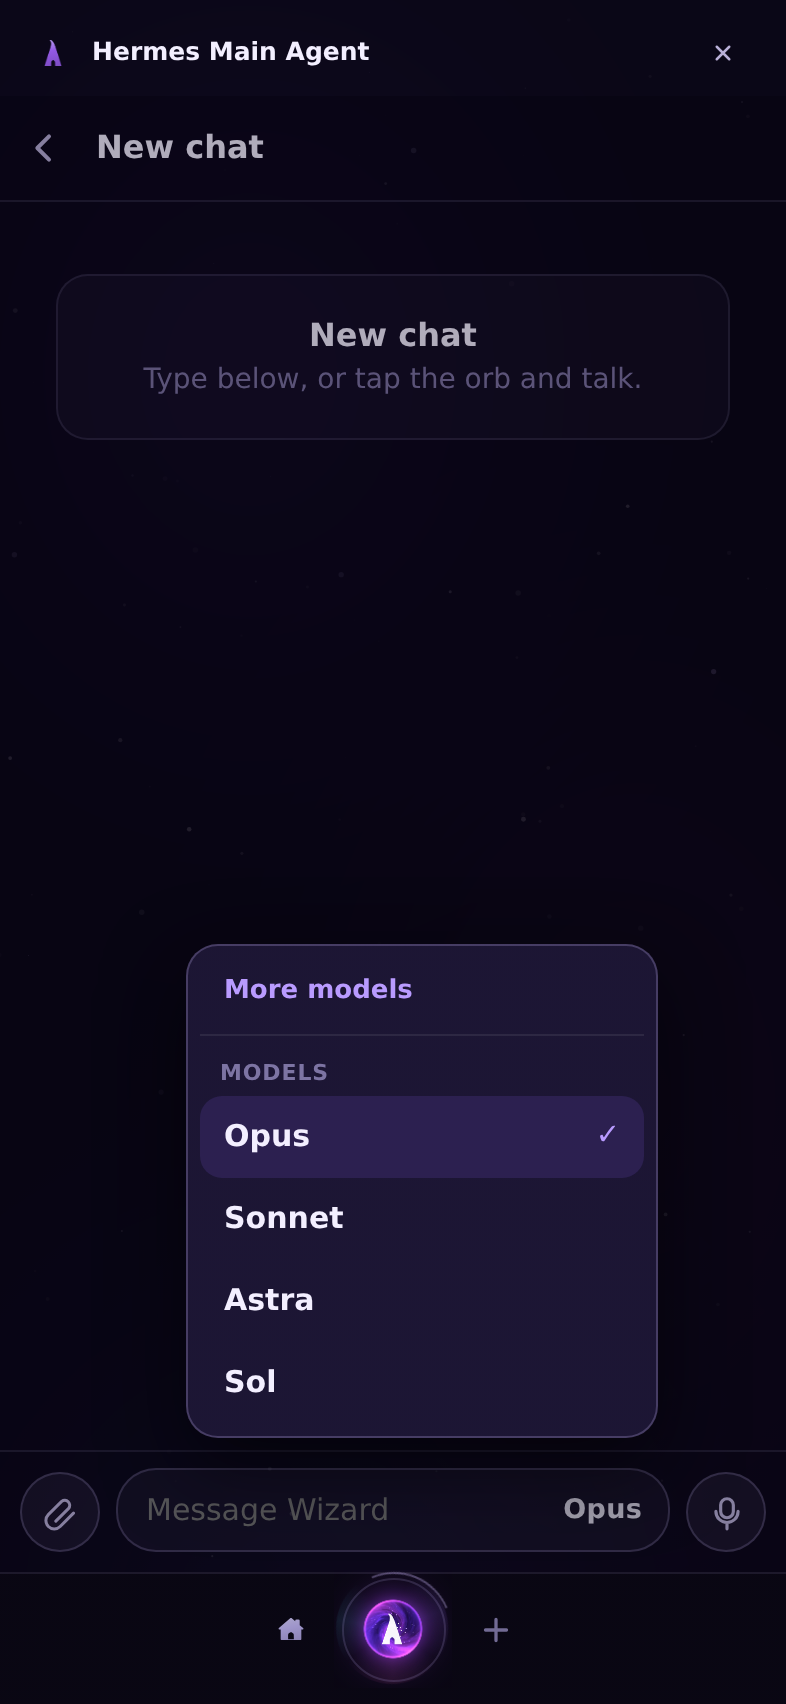 Hermes Main Agent
New chat
New chat
Type below, or tap the orb and talk.
More models
MODELS
Opus
Sonnet
Astra
Sol
Message Wizard
Opus